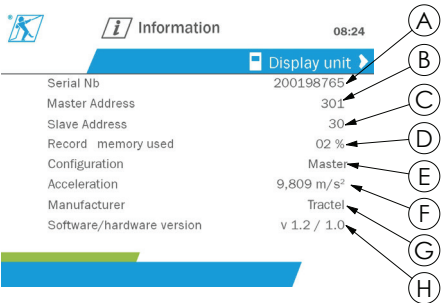 i Information 08:24 A
Display unit B
Serial Nb 200198765
Master Address 301 C
Slave Address 30
Record memory used 02 % D
Configuration Master E
Acceleration 9,809 m/s² F
Manufacturer Tractel
Software/hardware version v 1.2 / 1.0 G
H